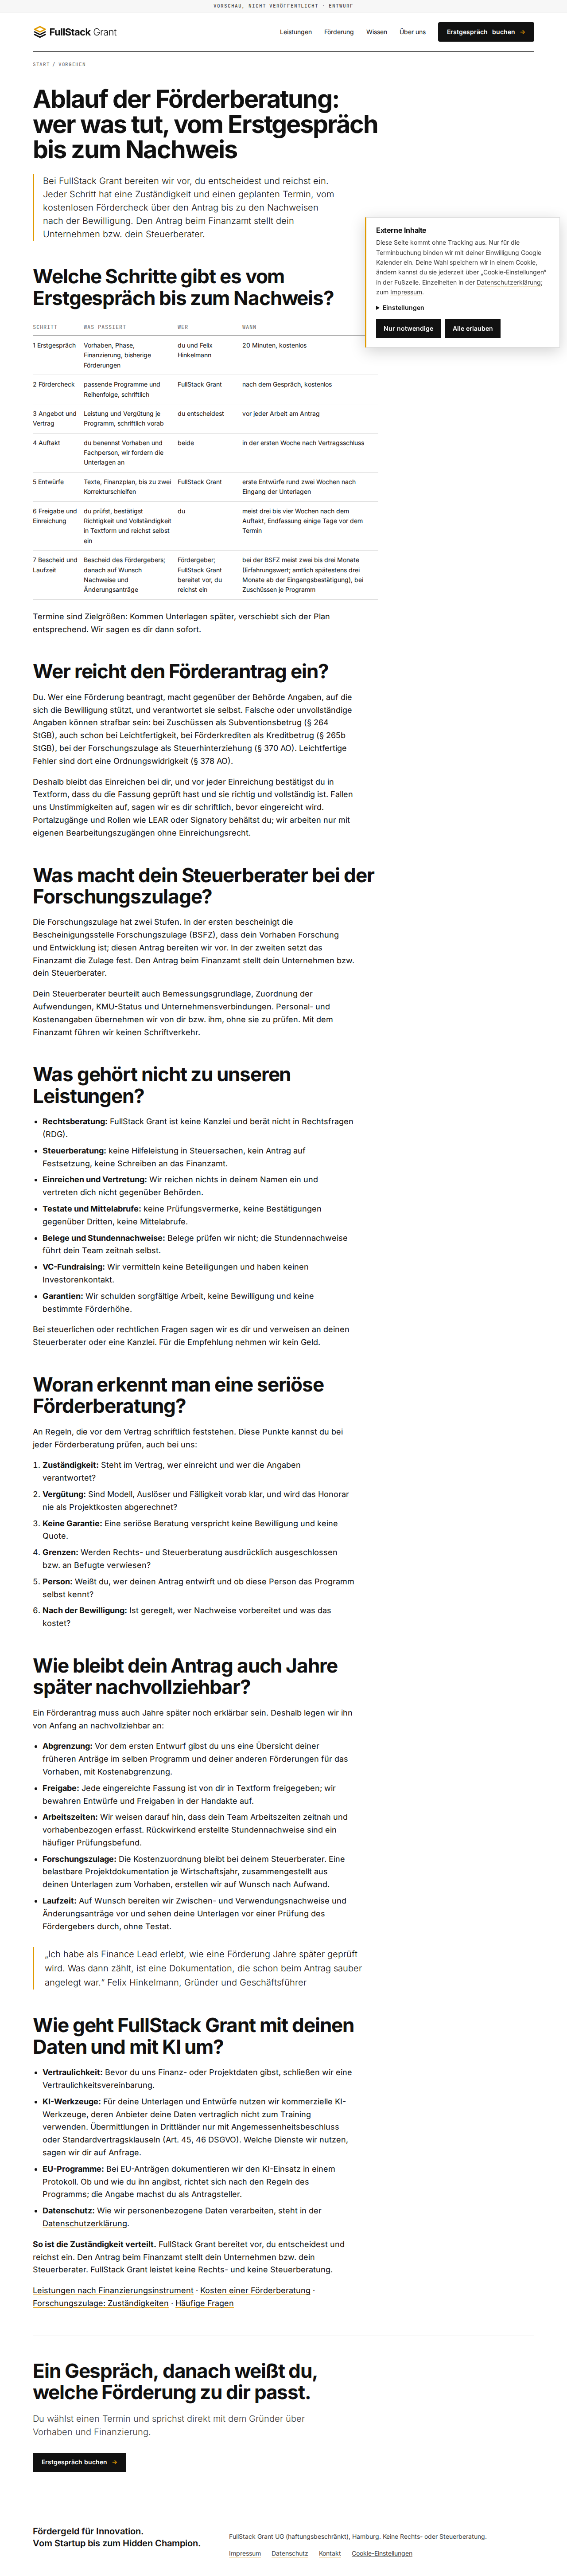 VORSCHAU, NICHT VERÖFFENTLICHT · ENTWURF
FullStack Grant
Leistungen Förderung Wissen Über uns Erstgespräch buchen →
START / VORGEHEN
Ablauf der Förderberatung:
wer was tut, vom Erstgespräch
bis zum Nachweis
Bei FullStack Grant bereiten wir vor, du entscheidest und reichst ein.
Jeder Schritt hat eine Zuständigkeit und einen geplanten Termin, vom
kostenlosen Fördercheck über den Antrag bis zu den Nachweisen
nach der Bewilligung. Den Antrag beim Finanzamt stellt dein
Unternehmen bzw. dein Steuerberater.
Externe Inhalte
Diese Seite kommt ohne Tracking aus. Nur für die
Terminbuchung binden wir mit deiner Einwilligung Google
Kalender ein. Deine Wahl speichern wir in einem Cookie,
ändern kannst du sie jederzeit über „Cookie-Einstellungen“
in der Fußzeile. Einzelheiten in der Datenschutzerklärung;
zum Impressum.
▶ Einstellungen
Nur notwendige Alle erlauben
Welche Schritte gibt es vom
Erstgespräch bis zum Nachweis?
SCHRITT WAS PASSIERT WER WANN
1 Erstgespräch Vorhaben, Phase, Finanzierung, bisherige Förderungen du und Felix Hinkelmann 20 Minuten, kostenlos
2 Fördercheck passende Programme und Reihenfolge, schriftlich FullStack Grant nach dem Gespräch, kostenlos
3 Angebot und Vertrag Leistung und Vergütung je Programm, schriftlich vorab du entscheidest vor jeder Arbeit am Antrag
4 Auftakt du benennst Vorhaben und Fachperson, wir fordern die Unterlagen an beide in der ersten Woche nach Vertragsschluss
5 Entwürfe Texte, Finanzplan, bis zu zwei Korrekturschleifen FullStack Grant erste Entwürfe rund zwei Wochen nach Eingang der Unterlagen
6 Freigabe und Einreichung du prüfst, bestätigst Richtigkeit und Vollständigkeit in Textform und reichst selbst ein du meist drei bis vier Wochen nach dem Auftakt, Endfassung einige Tage vor dem Termin
7 Bescheid und Laufzeit Bescheid des Fördergebers; danach auf Wunsch Nachweise und Änderungsanträge Fördergeber; FullStack Grant bereitet vor, du reichst ein bei der BSFZ meist zwei bis drei Monate (Erfahrungswert; amtlich spätestens drei Monate ab der Eingangsbestätigung), bei Zuschüssen je Programm
Termine sind Zielgrößen: Kommen Unterlagen später, verschiebt sich der Plan
entsprechend. Wir sagen es dir dann sofort.
Wer reicht den Förderantrag ein?
Du. Wer eine Förderung beantragt, macht gegenüber der Behörde Angaben, auf die
sich die Bewilligung stützt, und verantwortet sie selbst. Falsche oder unvollständige
Angaben können strafbar sein: bei Zuschüssen als Subventionsbetrug (§ 264
StGB), auch schon bei Leichtfertigkeit, bei Förderkrediten als Kreditbetrug (§ 265b
StGB), bei der Forschungszulage als Steuerhinterziehung (§ 370 AO). Leichtfertige
Fehler sind dort eine Ordnungswidrigkeit (§ 378 AO).
Deshalb bleibt das Einreichen bei dir, und vor jeder Einreichung bestätigst du in
Textform, dass du die Fassung geprüft hast und sie richtig und vollständig ist. Fallen
uns Unstimmigkeiten auf, sagen wir es dir schriftlich, bevor eingereicht wird.
Portalzugänge und Rollen wie LEAR oder Signatory behältst du; wir arbeiten nur mit
eigenen Bearbeitungszugängen ohne Einreichungsrecht.
Was macht dein Steuerberater bei der
Forschungszulage?
Die Forschungszulage hat zwei Stufen. In der ersten bescheinigt die
Bescheinigungsstelle Forschungszulage (BSFZ), dass dein Vorhaben Forschung
und Entwicklung ist; diesen Antrag bereiten wir vor. In der zweiten setzt das
Finanzamt die Zulage fest. Den Antrag beim Finanzamt stellt dein Unternehmen bzw.
dein Steuerberater.
Dein Steuerberater beurteilt auch Bemessungsgrundlage, Zuordnung der
Aufwendungen, KMU-Status und Unternehmensverbindungen. Personal- und
Kostenangaben übernehmen wir von dir bzw. ihm, ohne sie zu prüfen. Mit dem
Finanzamt führen wir keinen Schriftverkehr.
Was gehört nicht zu unseren
Leistungen?
• Rechtsberatung: FullStack Grant ist keine Kanzlei und berät nicht in Rechtsfragen
(RDG).
• Steuerberatung: keine Hilfeleistung in Steuersachen, kein Antrag auf
Festsetzung, keine Schreiben an das Finanzamt.
• Einreichen und Vertretung: Wir reichen nichts in deinem Namen ein und
vertreten dich nicht gegenüber Behörden.
• Testate und Mittelabrufe: keine Prüfungsvermerke, keine Bestätigungen
gegenüber Dritten, keine Mittelabrufe.
• Belege und Stundennachweise: Belege prüfen wir nicht; die Stundennachweise
führt dein Team zeitnah selbst.
• VC-Fundraising: Wir vermitteln keine Beteiligungen und haben keinen
Investorenkontakt.
• Garantien: Wir schulden sorgfältige Arbeit, keine Bewilligung und keine
bestimmte Förderhöhe.
Bei steuerlichen oder rechtlichen Fragen sagen wir es dir und verweisen an deinen
Steuerberater oder eine Kanzlei. Für die Empfehlung nehmen wir kein Geld.
Woran erkennt man eine seriöse
Förderberatung?
An Regeln, die vor dem Vertrag schriftlich feststehen. Diese Punkte kannst du bei
jeder Förderberatung prüfen, auch bei uns:
1. Zuständigkeit: Steht im Vertrag, wer einreicht und wer die Angaben
verantwortet?
2. Vergütung: Sind Modell, Auslöser und Fälligkeit vorab klar, und wird das Honorar
nie als Projektkosten abgerechnet?
3. Keine Garantie: Eine seriöse Beratung verspricht keine Bewilligung und keine
Quote.
4. Grenzen: Werden Rechts- und Steuerberatung ausdrücklich ausgeschlossen
bzw. an Befugte verwiesen?
5. Person: Weißt du, wer deinen Antrag entwirft und ob diese Person das Programm
selbst kennt?
6. Nach der Bewilligung: Ist geregelt, wer Nachweise vorbereitet und was das
kostet?
Wie bleibt dein Antrag auch Jahre
später nachvollziehbar?
Ein Förderantrag muss auch Jahre später noch erklärbar sein. Deshalb legen wir ihn
von Anfang an nachvollziehbar an:
• Abgrenzung: Vor dem ersten Entwurf gibst du uns eine Übersicht deiner
früheren Anträge im selben Programm und deiner anderen Förderungen für das
Vorhaben, mit Kostenabgrenzung.
• Freigabe: Jede eingereichte Fassung ist von dir in Textform freigegeben; wir
bewahren Entwürfe und Freigaben in der Handakte auf.
• Arbeitszeiten: Wir weisen darauf hin, dass dein Team Arbeitszeiten zeitnah und
vorhabenbezogen erfasst. Rückwirkend erstellte Stundennachweise sind ein
häufiger Prüfungsbefund.
• Forschungszulage: Die Kostenzuordnung bleibt bei deinem Steuerberater. Eine
belastbare Projektdokumentation je Wirtschaftsjahr, zusammengestellt aus
deinen Unterlagen zum Vorhaben, erstellen wir auf Wunsch nach Aufwand.
• Laufzeit: Auf Wunsch bereiten wir Zwischen- und Verwendungsnachweise und
Änderungsanträge vor und sehen deine Unterlagen vor einer Prüfung des
Fördergebers durch, ohne Testat.
„Ich habe als Finance Lead erlebt, wie eine Förderung Jahre später geprüft
wird. Was dann zählt, ist eine Dokumentation, die schon beim Antrag sauber
angelegt war.“ Felix Hinkelmann, Gründer und Geschäftsführer
Wie geht FullStack Grant mit deinen
Daten und mit KI um?
• Vertraulichkeit: Bevor du uns Finanz- oder Projektdaten gibst, schließen wir eine
Vertraulichkeitsvereinbarung.
• KI-Werkzeuge: Für deine Unterlagen und Entwürfe nutzen wir kommerzielle KI-
Werkzeuge, deren Anbieter deine Daten vertraglich nicht zum Training
verwenden. Übermittlungen in Drittländer nur mit Angemessenheitsbeschluss
oder Standardvertragsklauseln (Art. 45, 46 DSGVO). Welche Dienste wir nutzen,
sagen wir dir auf Anfrage.
• EU-Programme: Bei EU-Anträgen dokumentieren wir den KI-Einsatz in einem
Protokoll. Ob und wie du ihn angibst, richtet sich nach den Regeln des
Programms; die Angabe machst du als Antragsteller.
• Datenschutz: Wie wir personenbezogene Daten verarbeiten, steht in der
Datenschutzerklärung.
So ist die Zuständigkeit verteilt. FullStack Grant bereitet vor, du entscheidest und
reichst ein. Den Antrag beim Finanzamt stellt dein Unternehmen bzw. dein
Steuerberater. FullStack Grant leistet keine Rechts- und keine Steuerberatung.
Leistungen nach Finanzierungsinstrument · Kosten einer Förderberatung ·
Forschungszulage: Zuständigkeiten · Häufige Fragen
Ein Gespräch, danach weißt du,
welche Förderung zu dir passt.
Du wählst einen Termin und sprichst direkt mit dem Gründer über
Vorhaben und Finanzierung.
Erstgespräch buchen →
Fördergeld für Innovation.
Vom Startup bis zum Hidden Champion.
FullStack Grant UG (haftungsbeschränkt), Hamburg. Keine Rechts- oder Steuerberatung.
Impressum Datenschutz Kontakt Cookie-Einstellungen